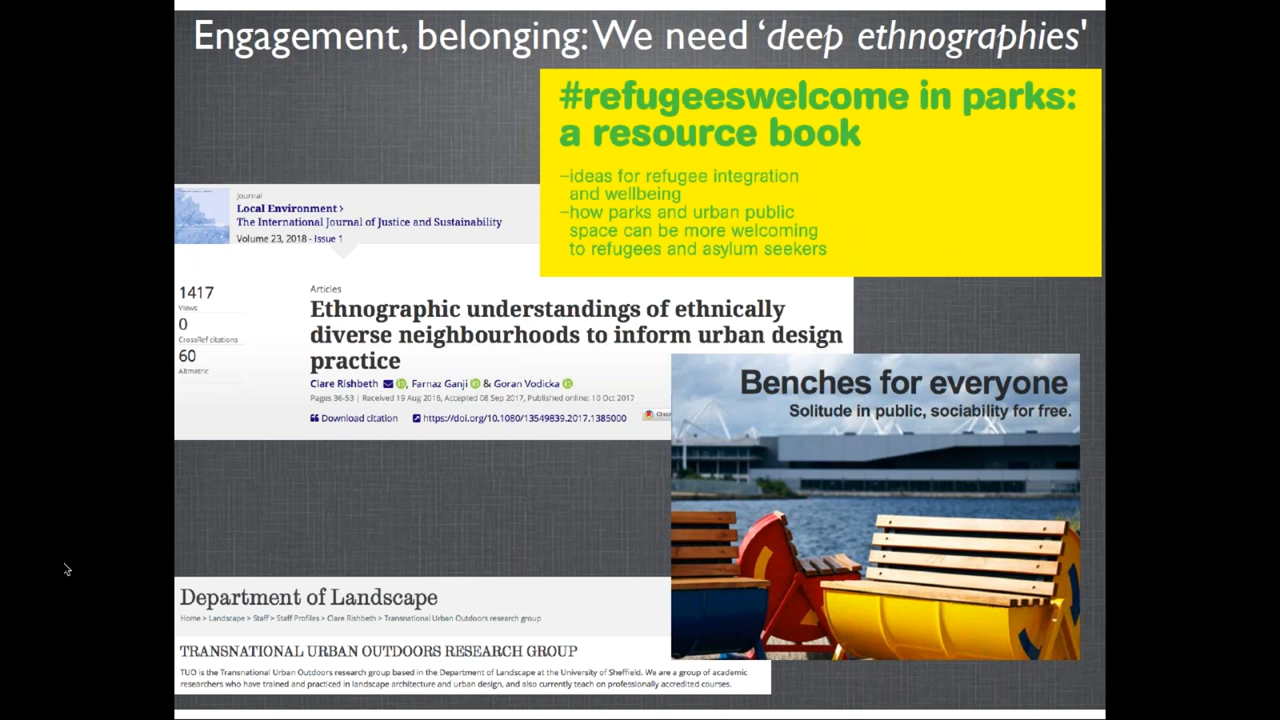 Engagement, belonging: We need ‘deep ethnographies'
#refugeeswelcome in parks:
a resource book
–ideas for refugee integration
and wellbeing
–how parks and urban public
space can be more welcoming
to refugees and asylum seekers
Journal
Local Environment >
The International Journal of Justice and Sustainability
Volume 23, 2018 - Issue 1
1417
Views
0
CrossRef citations
60
Altmetric
Articles
Ethnographic understandings of ethnically
diverse neighbourhoods to inform urban design
practice
Clare Rishbeth, Farnaz Ganji & Goran Vodicka
Pages 36-53 | Received 19 Aug 2016, Accepted 08 Sep 2017, Published online: 10 Oct 2017
Download citation https://doi.org/10.1080/13549839.2017.1385000
Benches for everyone
Solitude in public, sociability for free.
Department of Landscape
Home > Landscape > Staff > Staff Profiles > Clare Rishbeth > Transnational Urban Outdoors research group
TRANSNATIONAL URBAN OUTDOORS RESEARCH GROUP
TUO is the Transnational Urban Outdoors research group based in the Department of Landscape at the University of Sheffield. We are a group of academic
researchers who have trained and practiced in landscape architecture and urban design, and also currently teach on professionally accredited courses.